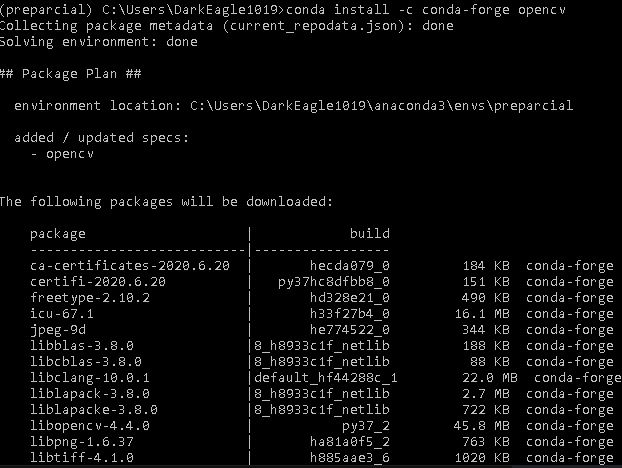 (preparcial) C:\Users\DarkEagle1019>conda install -c conda-forge opencv
Collecting package metadata (current_repodata.json): done
Solving environment: done
## Package Plan ##
environment location: C:\Users\DarkEagle1019\anaconda3\envs\preparcial
added / updated specs:
- opencv
The following packages will be downloaded:
package | build
---------------------------|-----------------
ca-certificates-2020.6.20 | hecda079_0 184 KB conda-forge
certifi-2020.6.20 | py37hc8dfbb8_0 151 KB conda-forge
freetype-2.10.2 | hd328e21_0 490 KB conda-forge
icu-67.1 | h33f27b4_0 16.1 MB conda-forge
jpeg-9d | he774522_0 344 KB conda-forge
libblas-3.8.0 |8_h8933c1f_netlib 188 KB conda-forge
libcblas-3.8.0 |8_h8933c1f_netlib 88 KB conda-forge
libclang-10.0.1 |default_hf44288c_1 22.0 MB conda-forge
liblapack-3.8.0 |8_h8933c1f_netlib 2.7 MB conda-forge
liblapacke-3.8.0 |8_h8933c1f_netlib 722 KB conda-forge
libopencv-4.4.0 | py37_2 45.8 MB conda-forge
libpng-1.6.37 | ha81a0f5_2 763 KB conda-forge
libtiff-4.1.0 | h885aae3_6 1020 KB conda-forge